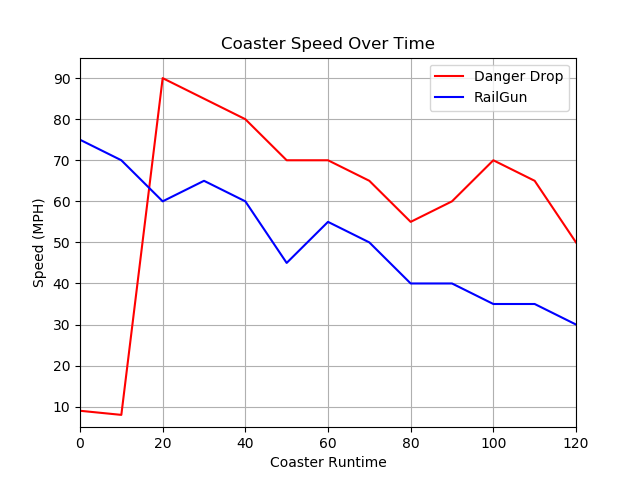 Coaster Speed Over Time
Danger Drop
RailGun
Speed (MPH)
90
80
70
60
50
40
30
20
10
0 20 40 60 80 100 120
Coaster Runtime